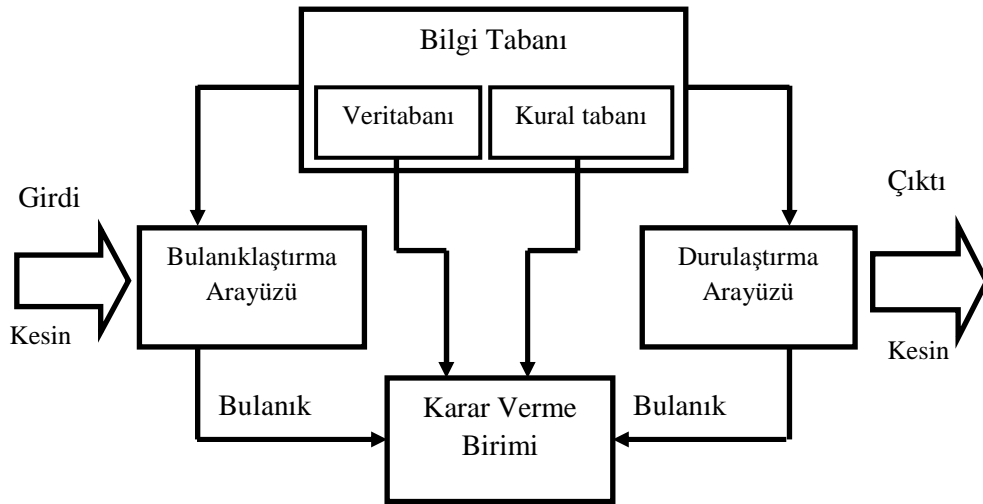 Bilgi Tabanı
Veritabanı
Kural tabanı
Girdi
Kesin
Bulanıklaştırma
Arayüzü
Durulaştırma
Arayüzü
Çıktı
Kesin
Bulanık
Karar Verme
Birimi
Bulanık